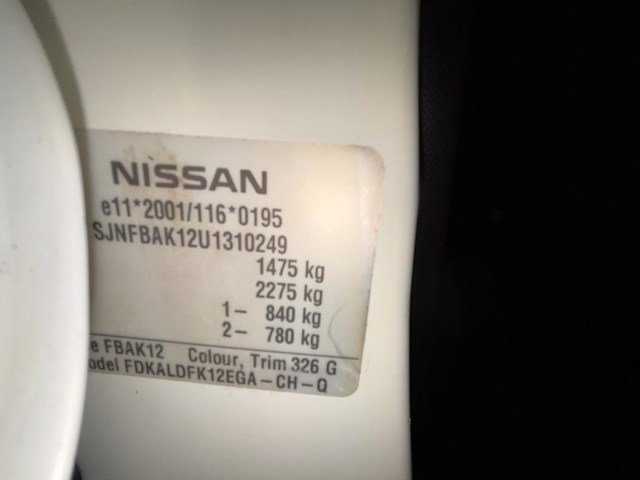 NISSAN
e11*2001/116*0195
SJNFBAK12U1310249
1475 kg
2275 kg
1- 840 kg
2- 780 kg
e FBAK12 Colour, Trim 326 G
odel FDKALDFK12EGA-CH-Q